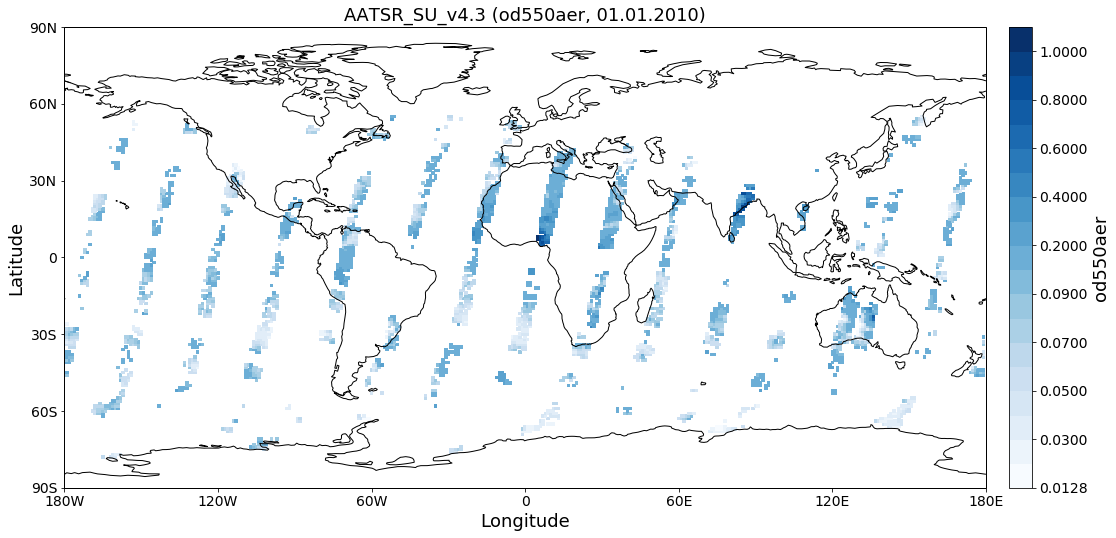 AATSR_SU_v4.3 (od550aer, 01.01.2010)
90N
60N
30N
0
30S
60S
90S
Latitude
180W
120W
60W
0
60E
120E
180E
Longitude
1.0000
0.8000
0.6000
0.4000
0.2000
0.0900
0.0700
0.0500
0.0300
0.0128
od550aer